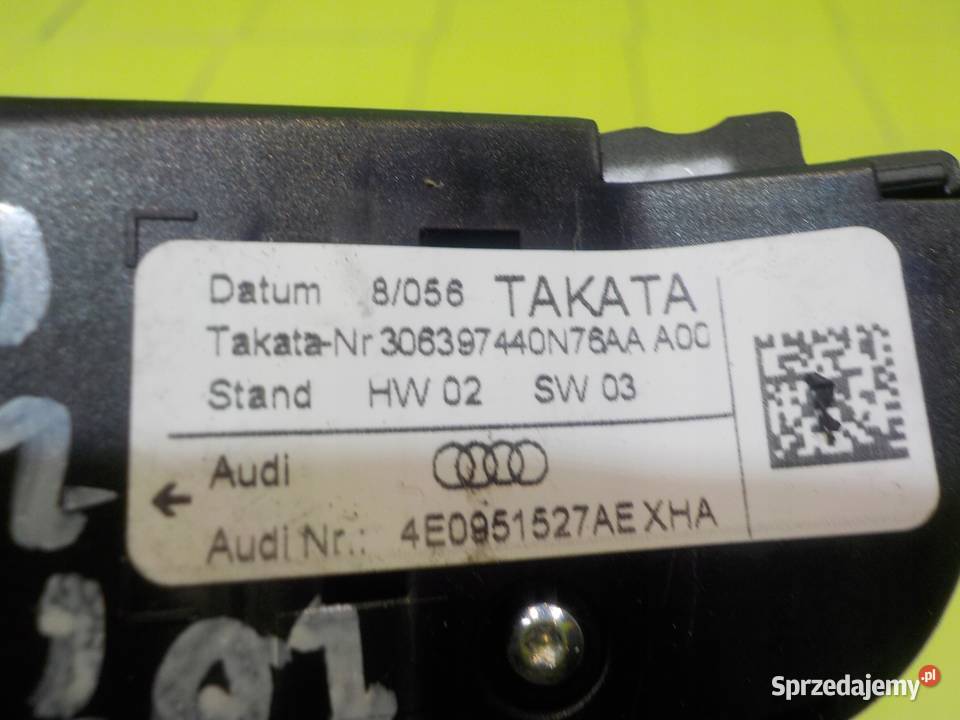 Datum 8/056 TAKATA
Takata-Nr 306397440N76AA A00
Stand HW 02 SW 03
Audi
Audi Nr.: 4E0951527AE XHA
Sprzedajemy.pl